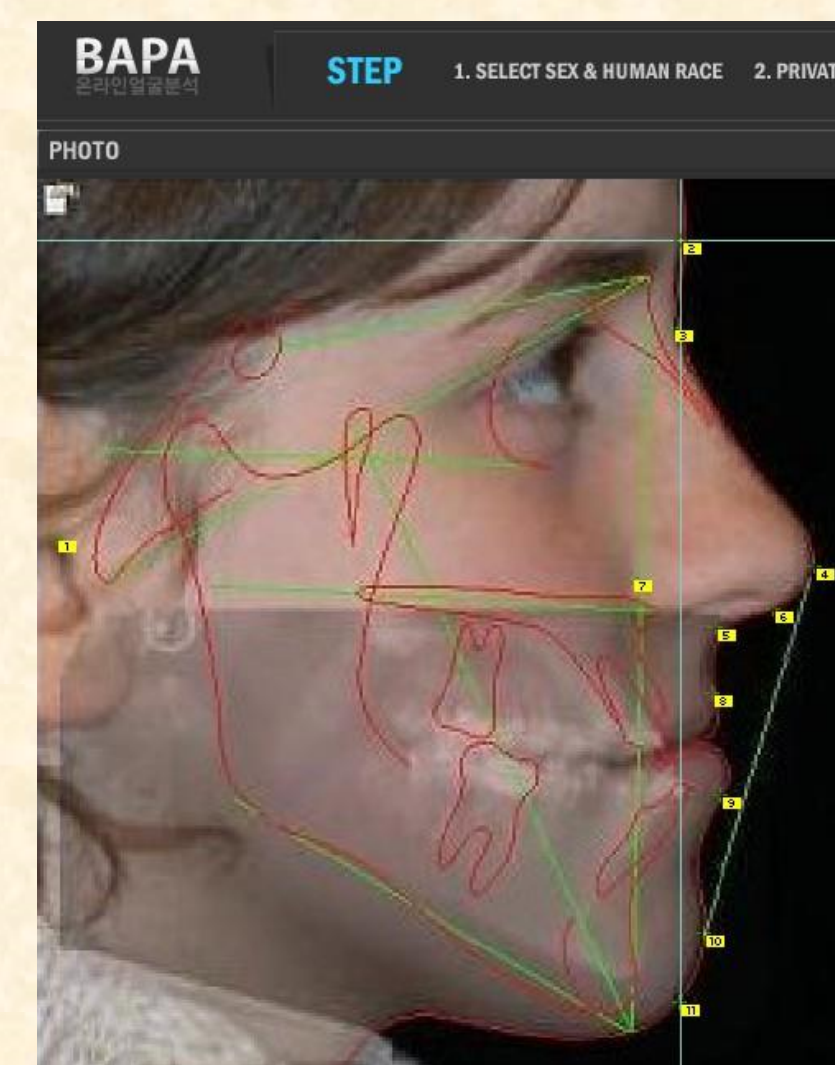 BAPA
온라인얼굴분석
STEP
1. SELECT SEX & HUMAN RACE
2. PRIVAT
PHOTO
2
3
1
4
7
6
5
8
9
10
11